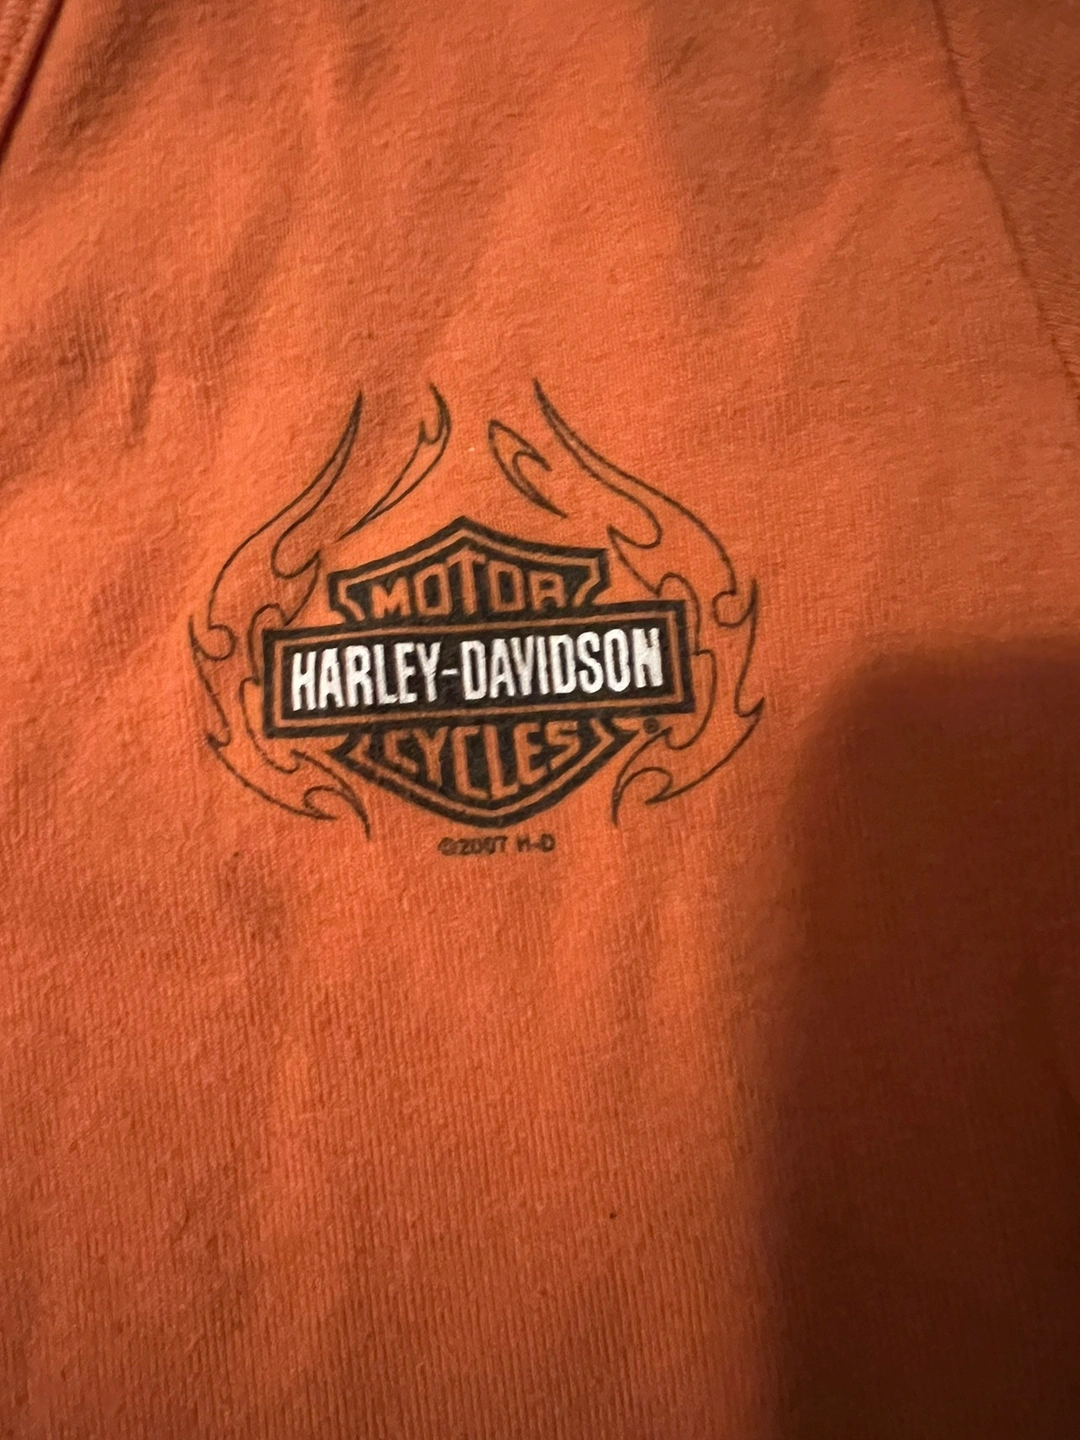 MOTOR
HARLEY-DAVIDSON
CYCLES
®
©2007 H-D